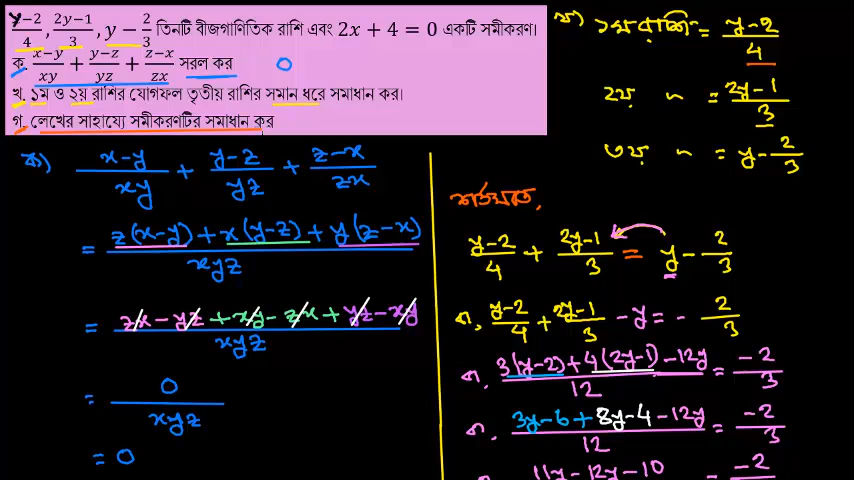 y−2/4, 2y−1/3, y − 2/3 তিনটি বীজগাণিতিক রাশি এবং 2x + 4 = 0 একটি সমীকরণ।
ক. x−y/xy + y−z/yz + z−x/zx সরল কর 0
খ. ১ম ও ২য় রাশির যোগফল তৃতীয় রাশির সমান ধরে সমাধান কর।
গ. লেখের সাহায্যে সমীকরণটির সমাধান কর
ক) x−y/xy + y−z/yz + z−x/zx
= z(x−y) + x(y−z) + y(z−x)/xyz
= zx − yz + xy − zx + yz − xy/xyz
= 0/xyz
= 0
খ) ১ম রাশি = y−2/4
২য় " = 2y−1/3
৩য় " = y − 2/3
শর্তমতে,
y−2/4 + 2y−1/3 = y − 2/3
বা, y−2/4 + 2y−1/3 − y = − 2/3
বা, 3(y−2) + 4(2y−1) − 12y/12 = −2/3
বা, 3y−6 + 8y−4 − 12y/12 = −2/3
বা, 11y − 12y − 10 = −2